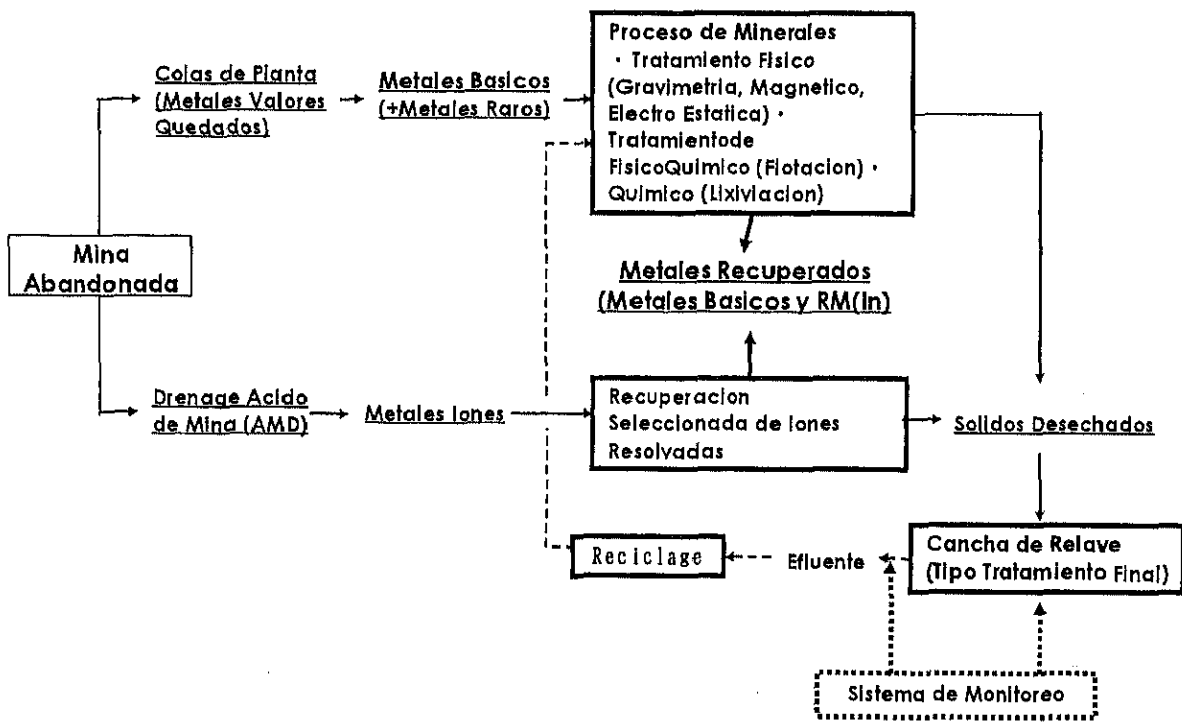 Proceso de Minerales
· Tratamiento Fisico
(Gravimetria, Magnetico,
Electro Estatica) ·
Tratamientode
FisicoQuimico (Flotacion) ·
Quimico (Lixiviacion)
Colas de Planta
(Metales Valores
Quedados)
Metales Basicos
(+Metales Raros)
Mina
Abandonada
Metales Recuperados
(Metales Basicos y RM(In)
Drenage Acido
de Mina (AMD)
Metales Iones
Recuperacion
Seleccionada de Iones
Resolvadas
Solidos Desechados
Reciclage
Efluente
Cancha de Relave
(Tipo Tratamiento Final)
Sistema de Monitoreo